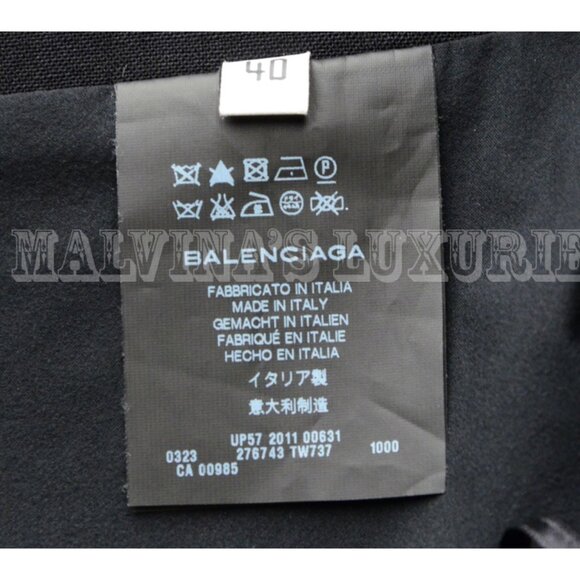 40
P
MALVINA'S LUXURIE
BALENCIAGA
FABBRICATO IN ITALIA
MADE IN ITALY
GEMACHT IN ITALIEN
FABRIQUÉ EN ITALIE
HECHO EN ITALIA
イタリア製
意大利制造
UP57 2011 00631
0323 276743 TW737 1000
CA 00985